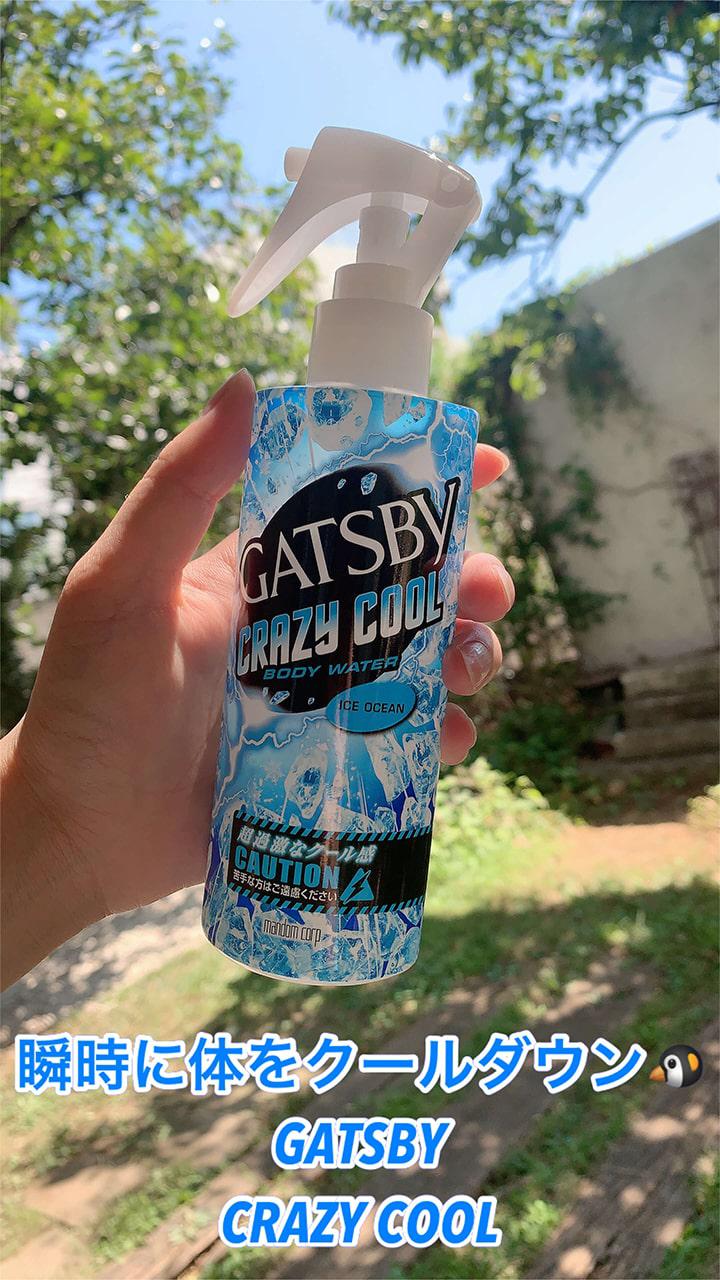 GATSBY
CRAZY COOL
BODY WATER
ICE OCEAN
超過激なクール感
CAUTION
苦手な方はご遠慮ください
mandom corp
瞬時に体をクールダウン🐧
GATSBY
CRAZY COOL